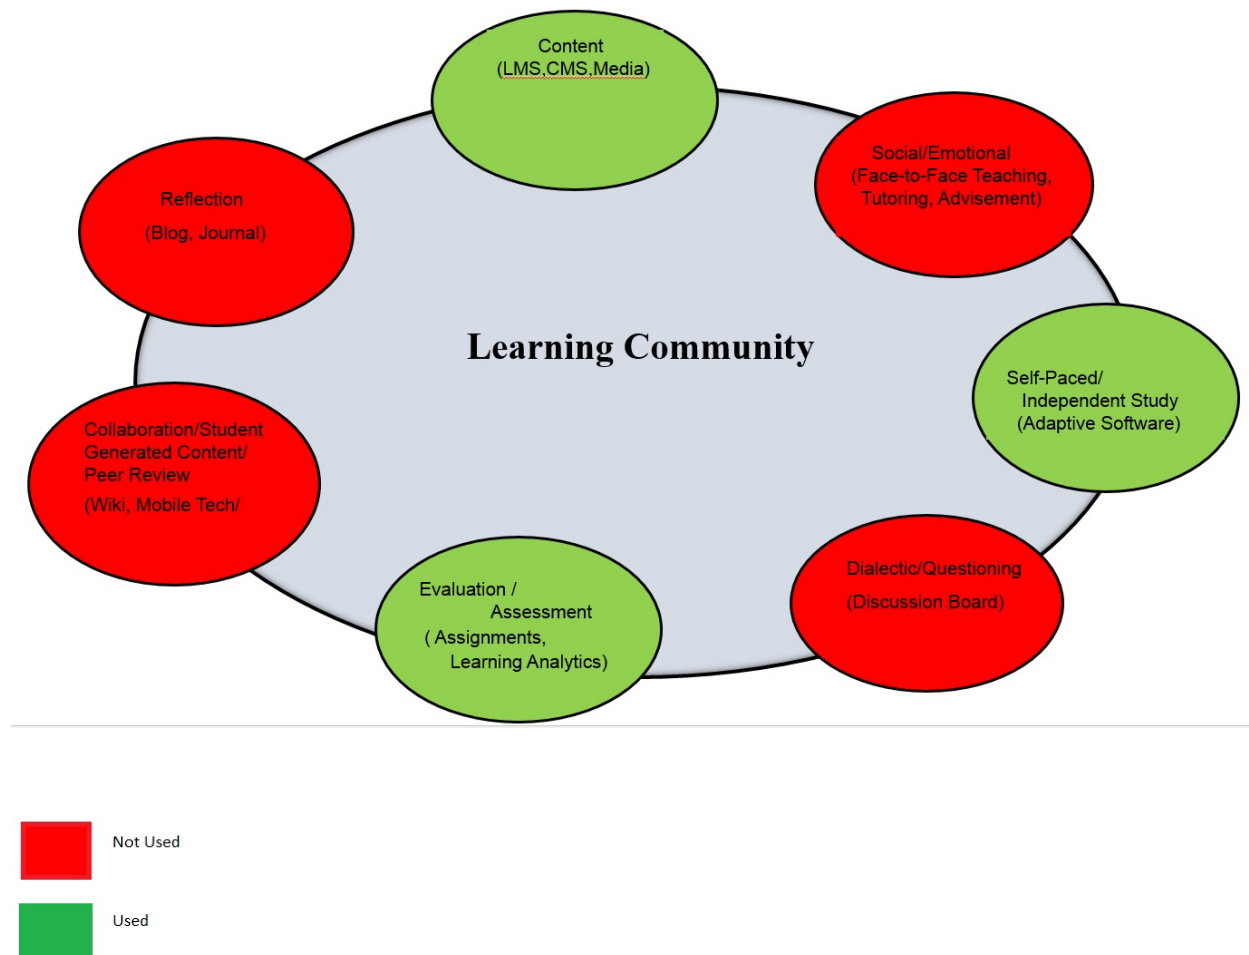 Content
(LMS,CMS,Media)
Social/Emotional
(Face-to-Face Teaching,
Tutoring, Advisement)
Reflection
(Blog, Journal)
Learning Community
Self-Paced/
Independent Study
(Adaptive Software)
Collaboration/Student
Generated Content/
Peer Review
(Wiki, Mobile Tech/
Evaluation /
Assessment
( Assignments,
Learning Analytics)
Dialectic/Questioning
(Discussion Board)
Not Used
Used